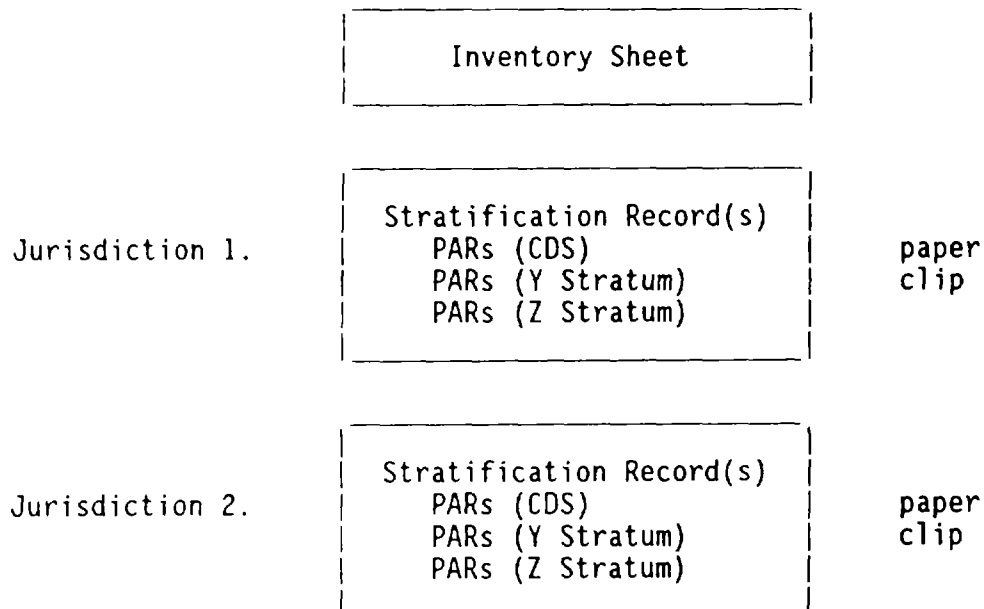 Inventory Sheet
Stratification Record(s)
Jurisdiction 1. PARs (CDS) paper
PARs (Y Stratum) clip
PARs (Z Stratum)
Stratification Record(s)
Jurisdiction 2. PARs (CDS) paper
PARs (Y Stratum) clip
PARs (Z Stratum)